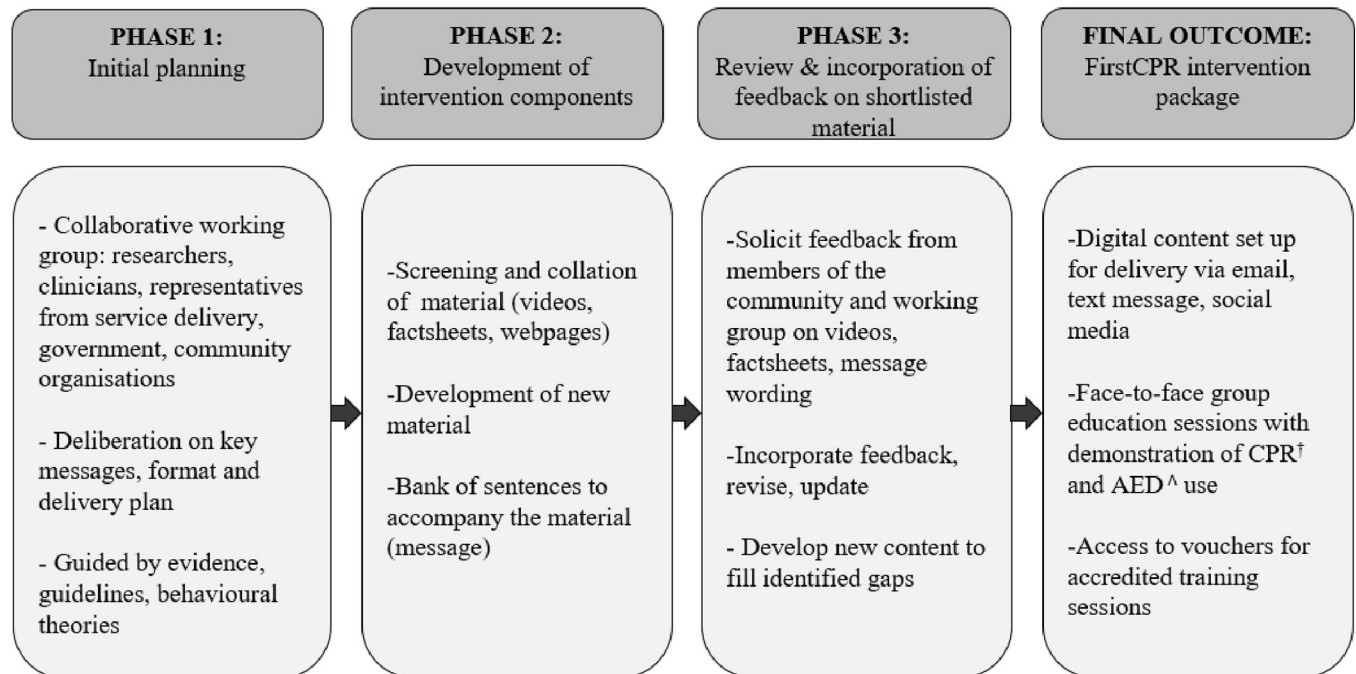 PHASE 1:
Initial planning
PHASE 2:
Development of
intervention components
PHASE 3:
Review & incorporation of
feedback on shortlisted
material
FINAL OUTCOME:
FirstCPR intervention
package
- Collaborative working
group: researchers,
clinicians, representatives
from service delivery,
government, community
organisations
- Deliberation on key
messages, format and
delivery plan
- Guided by evidence,
guidelines, behavioural
theories
-Screening and collation
of material (videos,
factsheets, webpages)
-Development of new
material
-Bank of sentences to
accompany the material
(message)
-Solicit feedback from
members of the
community and working
group on videos,
factsheets, message
wording
-Incorporate feedback,
revise, update
- Develop new content to
fill identified gaps
-Digital content set up
for delivery via email,
text message, social
media
-Face-to-face group
education sessions with
demonstration of CPR†
and AED^ use
-Access to vouchers for
accredited training
sessions